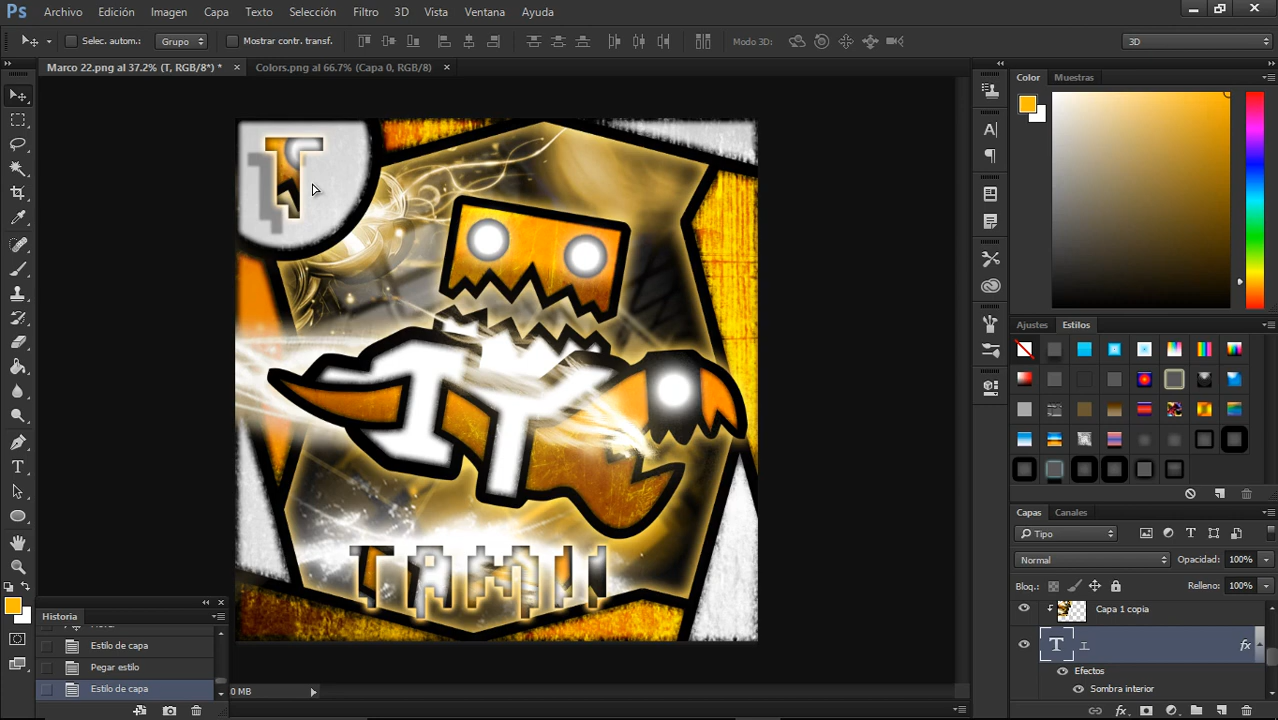 Ps Archivo Edición Imagen Capa Texto Selección Filtro 3D Vista Ventana Ayuda
Selec. autom.: Grupo Mostrar contr. transf. Modo 3D: 3D
Marco 22.png al 37.2% (T, RGB/8*) * × Colors.png al 66.7% (Capa 0, RGB/8) ×
Color Muestras
T
TAMIN
Ajustes Estilos
Historia
Estilo de capa
Pegar estilo
Estilo de capa
0 MB
Capas Canales
Tipo
Normal Opacidad: 100%
Bloq.: Relleno: 100%
Capa 1 copia
T T fx
Efectos
Sombra interior